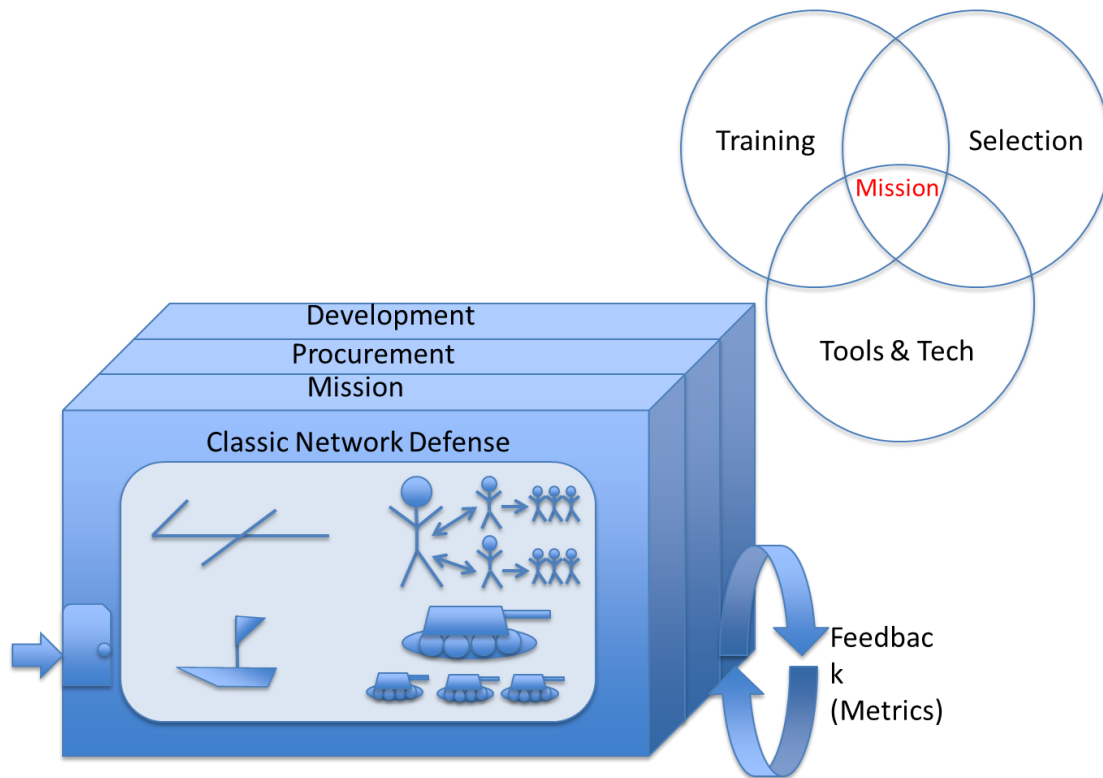 Training
Selection
Mission
Tools & Tech
Development
Procurement
Mission
Classic Network Defense
Feedbac
k
(Metrics)